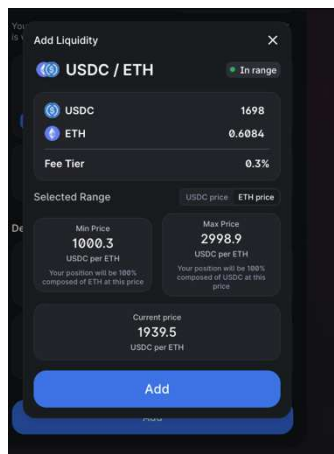 Add Liquidity
USDC / ETH
In range
USDC 1698
ETH 0.6084
Fee Tier 0.3%
Selected Range USDC price ETH price
Min Price
1000.3
USDC per ETH
Your position will be 100%
composed of ETH at this price
Max Price
2998.9
USDC per ETH
Your position will be 100%
composed of USDC at this
price
Current price
1939.5
USDC per ETH
Add